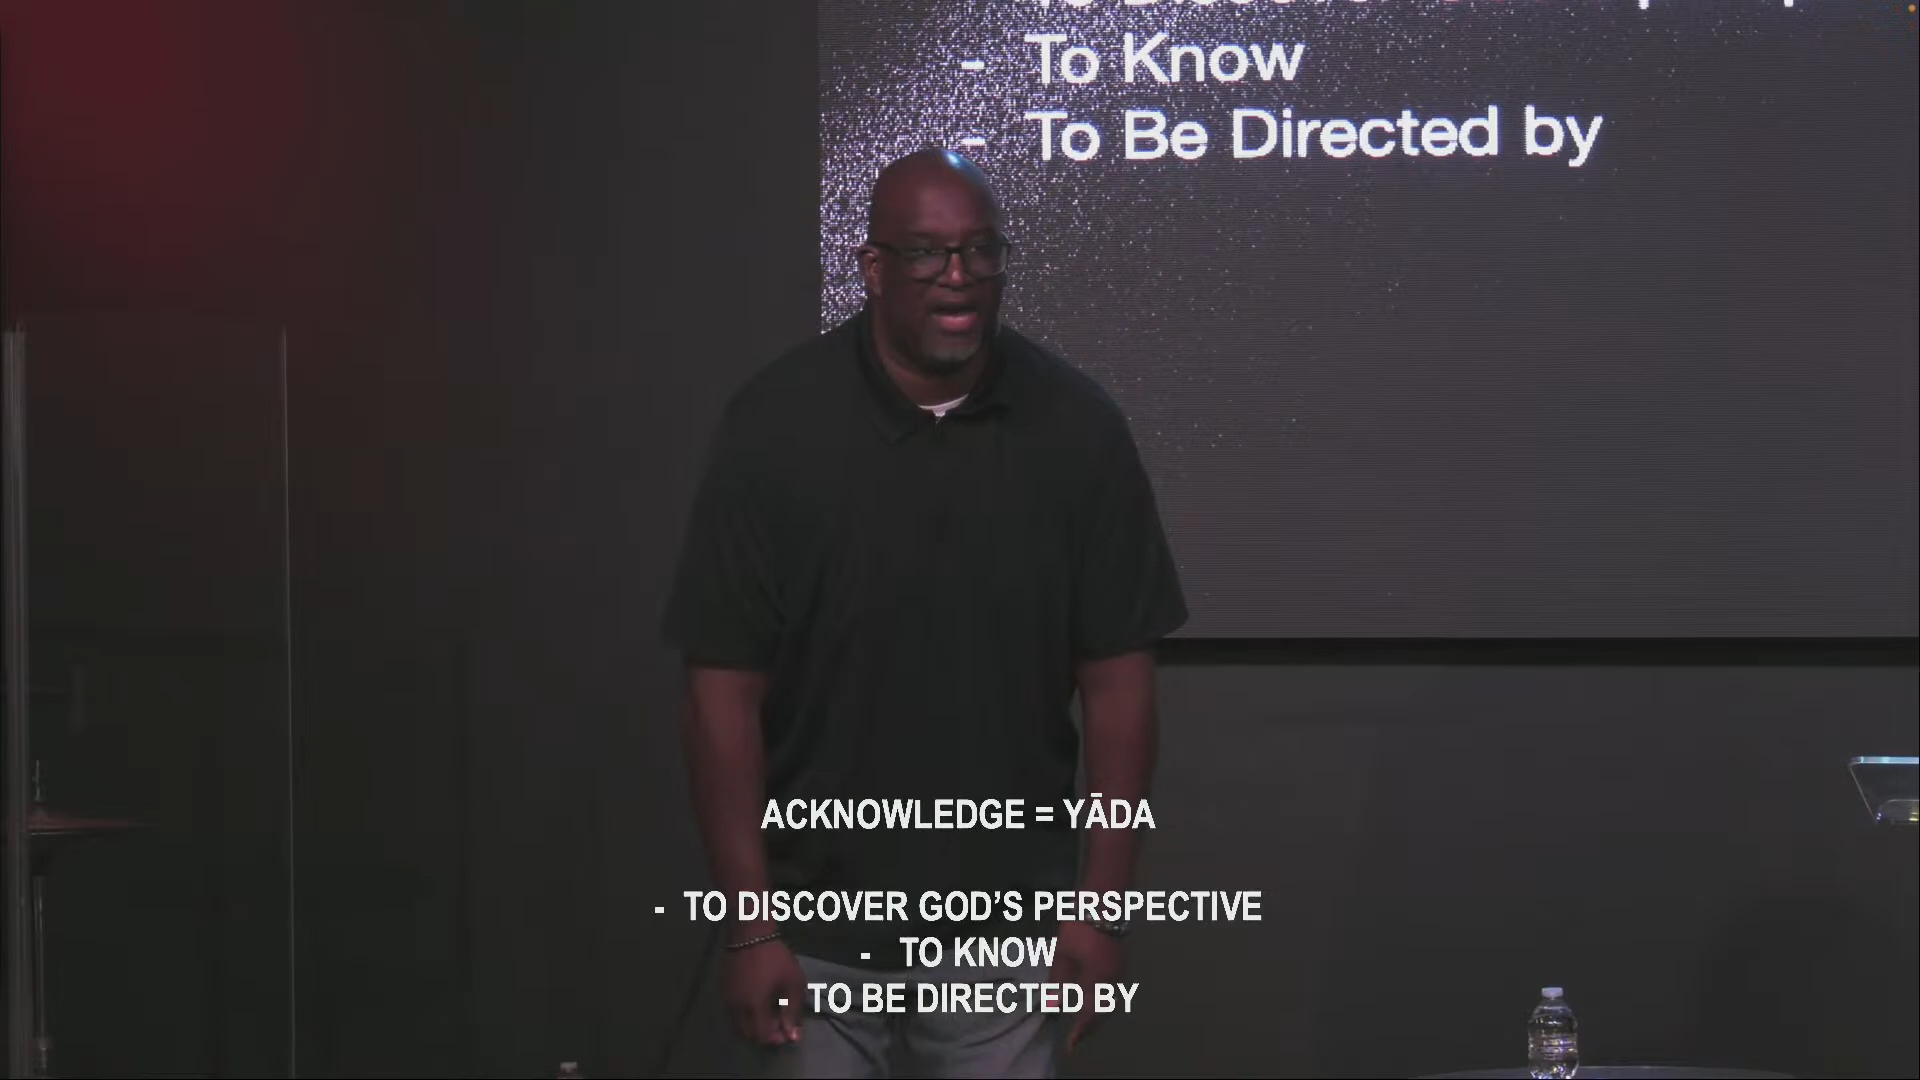 - To Know
- To Be Directed by
ACKNOWLEDGE = YĀDA
- TO DISCOVER GOD’S PERSPECTIVE
- TO KNOW
- TO BE DIRECTED BY